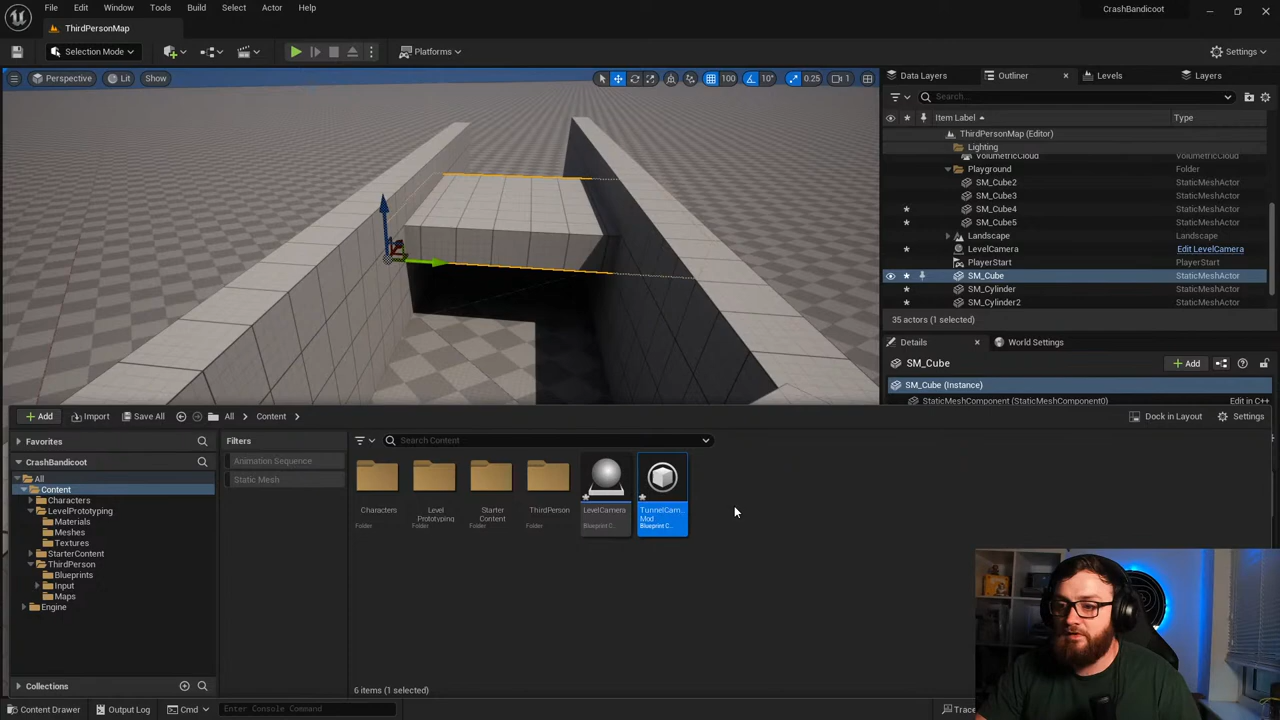 File Edit Window Tools Build Select Actor Help
CrashBandicoot
ThirdPersonMap
Selection Mode
Platforms
Settings
Perspective Lit Show
100 10° 0.25 1
Data Layers Outliner Levels Layers
Search...
Item Label Type
ThirdPersonMap (Editor)
Lighting
VolumetricCloud VolumetricCloud
Playground Folder
SM_Cube2 StaticMeshActor
SM_Cube3 StaticMeshActor
SM_Cube4 StaticMeshActor
SM_Cube5 StaticMeshActor
Landscape Landscape
LevelCamera Edit LevelCamera
PlayerStart PlayerStart
SM_Cube StaticMeshActor
SM_Cylinder StaticMeshActor
SM_Cylinder2 StaticMeshActor
35 actors (1 selected)
Details World Settings
SM_Cube
Add
SM_Cube (Instance)
StaticMeshComponent (StaticMeshComponent0) Edit in C++
Add Import Save All All Content
Dock in Layout Settings
Favorites
CrashBandicoot
All
Content
Characters
LevelPrototyping
Materials
Meshes
Textures
StarterContent
ThirdPerson
Blueprints
Input
Maps
Engine
Collections
Filters
Animation Sequence
Static Mesh
Search Content
Characters
Folder
Level
Prototyping
Folder
Starter
Content
Folder
ThirdPerson
Folder
LevelCamera
Blueprint C...
TunnelCam...
Mod
Blueprint C...
6 items (1 selected)
Content Drawer Output Log Cmd Enter Console Command
Trace